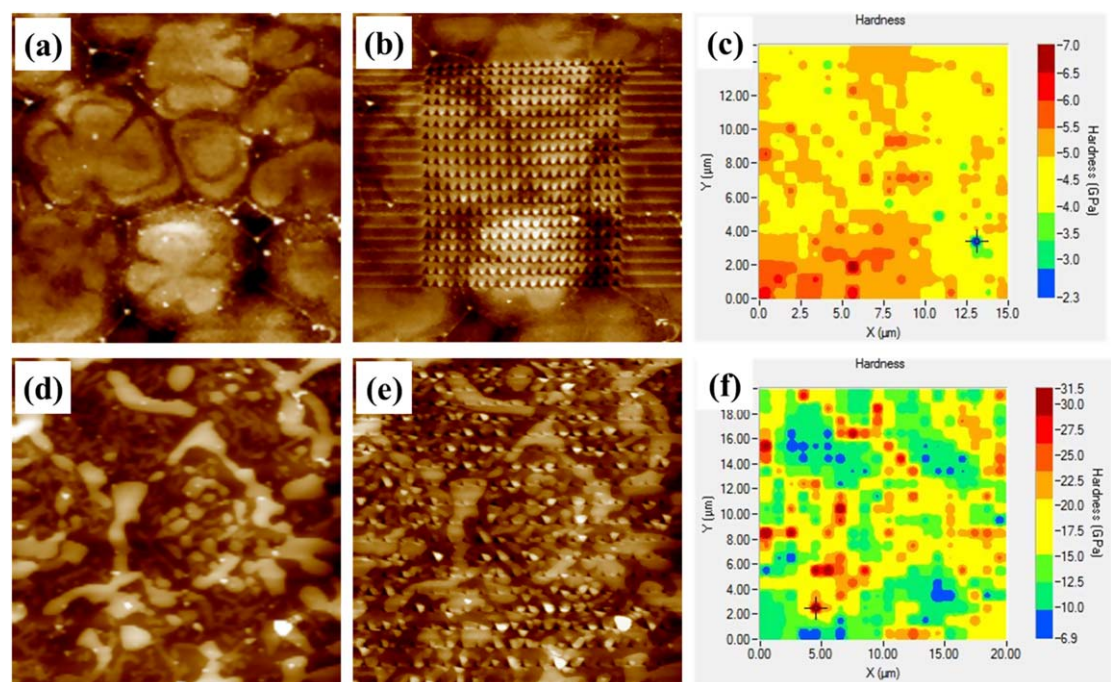 (a)
(b)
(c)
Hardness
Y (µm)
12.00
10.00
8.00
6.00
4.00
2.00
0.00
0.0 2.5 5.0 7.5 10.0 12.5 15.0
X (µm)
7.0
6.5
6.0
5.5
5.0
4.5
4.0
3.5
3.0
2.3
Hardness (GPa)
(d)
(e)
(f)
Hardness
Y (µm)
18.00
16.00
14.00
12.00
10.00
8.00
6.00
4.00
2.00
0.00
0.00 5.00 10.00 15.00 20.00
X (µm)
31.5
30.0
27.5
25.0
22.5
20.0
17.5
15.0
12.5
10.0
6.9
Hardness (GPa)